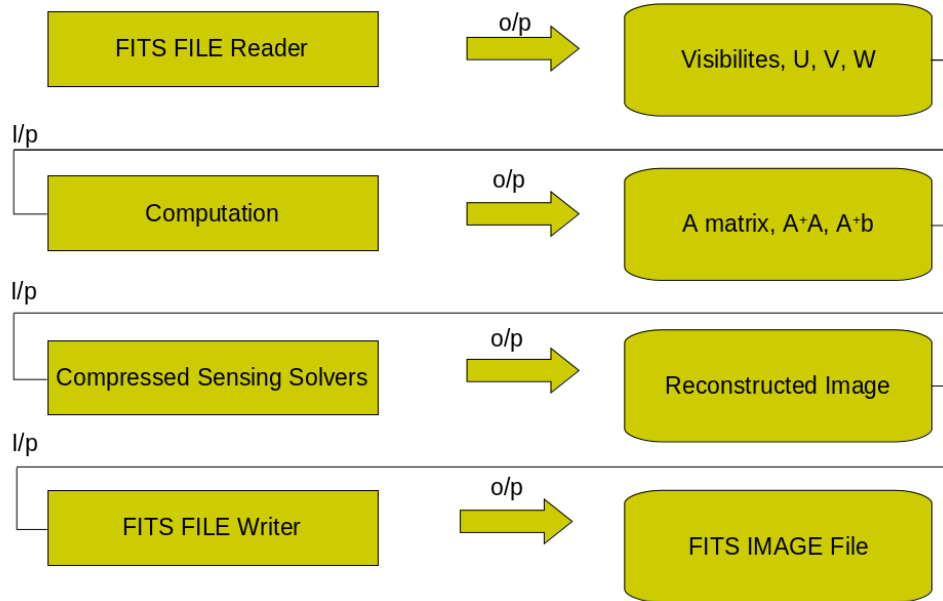 FITS FILE Reader
o/p
Visibilites, U, V, W
I/p
Computation
o/p
A matrix, A⁺A, A⁺b
I/p
Compressed Sensing Solvers
o/p
Reconstructed Image
I/p
FITS FILE Writer
o/p
FITS IMAGE File